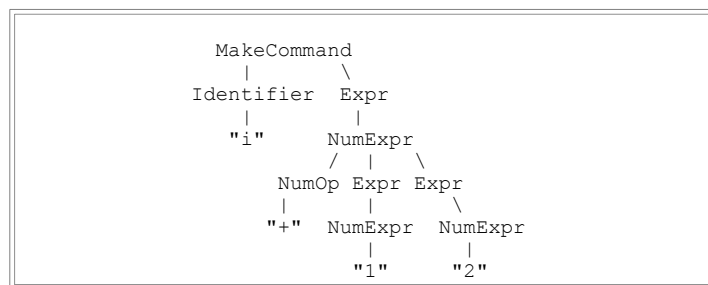 MakeCommand
| \
Identifier Expr
| |
"i" NumExpr
/ | \
NumOp Expr Expr
| | \
"+" NumExpr NumExpr
| |
"1" "2"